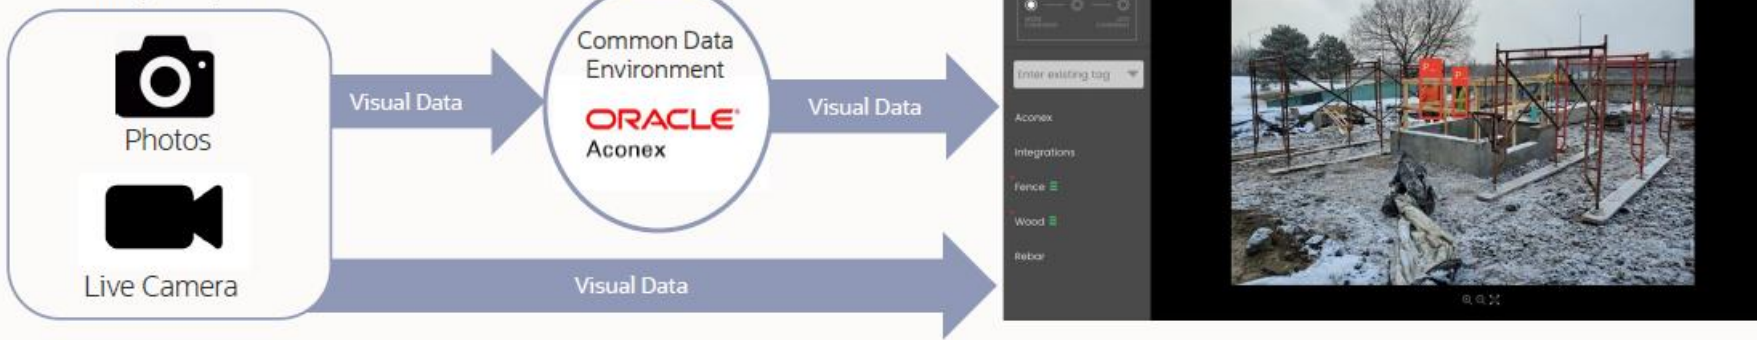 Photos
Live Camera
Visual Data
Common Data
Environment
ORACLE
Aconex
Visual Data
Visual Data
Enter existing tag
Aconex
Integrations
Fence
Wood
Rebar